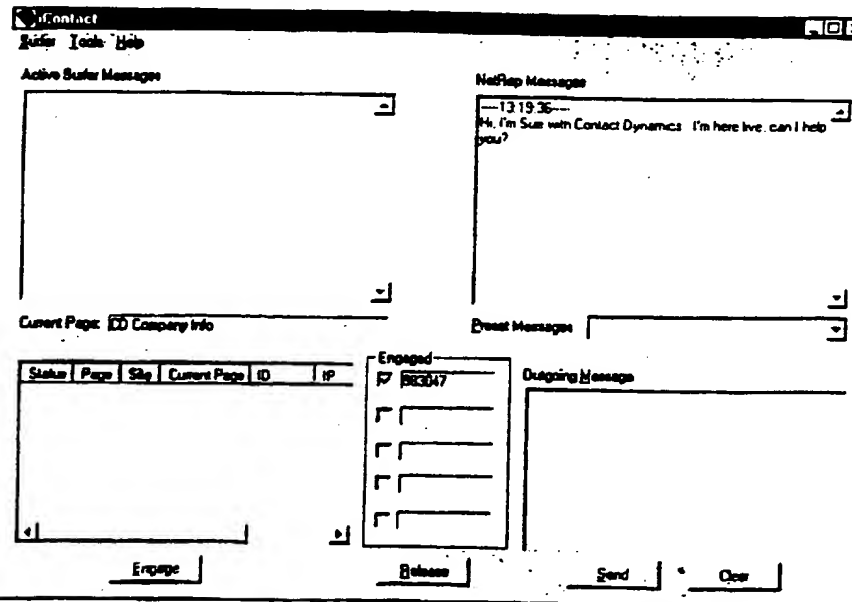 iContact
Surfer Tools Help
Active Surfer Messages
NetRep Messages
----13:19:36----
Hi, I'm Sue with Contact Dynamics I'm here live, can I help you?
Current Page: CD Company Info
Preset Messages
Status Page Site Current Page ID IP
Engaged
983047
Outgoing Message
Engage
Release
Send
Clear